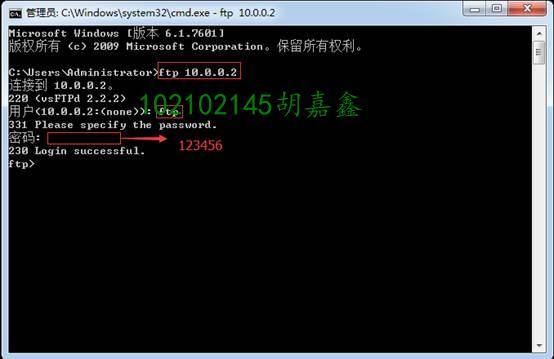 管理员: C:\Windows\system32\cmd.exe - ftp 10.0.0.2
Microsoft Windows [版本 6.1.7601]
版权所有 (c) 2009 Microsoft Corporation。保留所有权利。
C:\Users\Administrator>ftp 10.0.0.2
连接到 10.0.0.2。
220 (vsFTPd 2.2.2)
102102145胡嘉鑫
用户(10.0.0.2:(none)): ftp
331 Please specify the password.
密码:
123456
230 Login successful.
ftp>